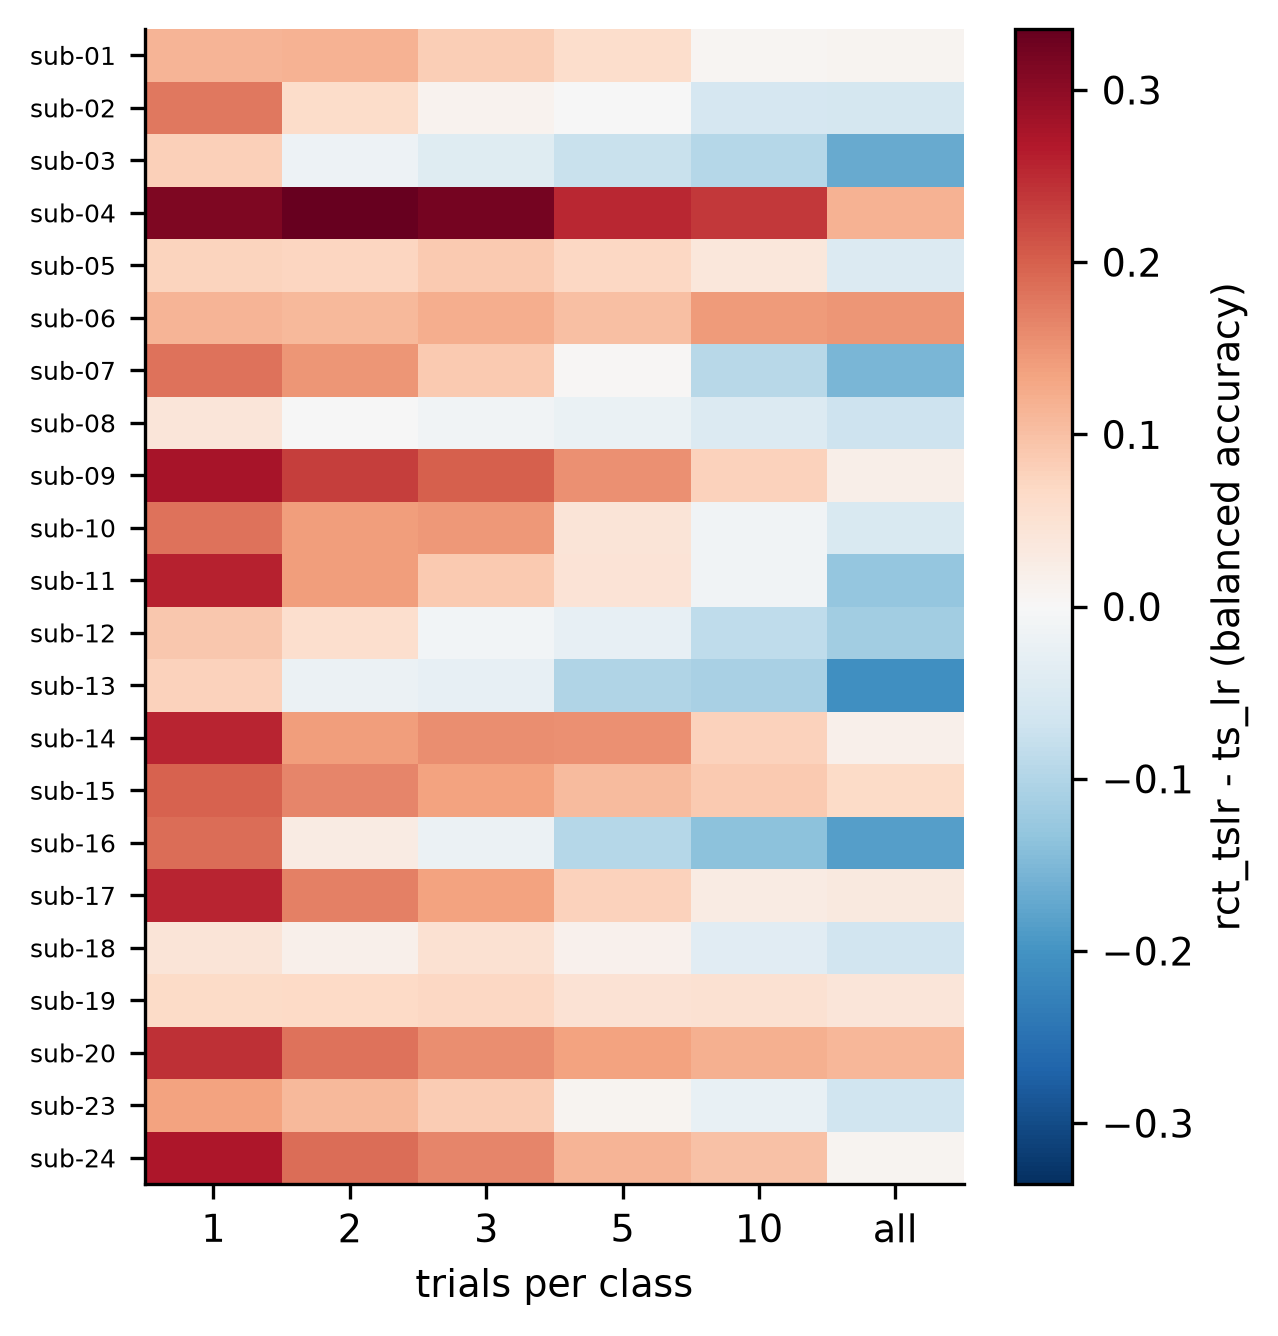 sub-01
sub-02
sub-03
sub-04
sub-05
sub-06
sub-07
sub-08
sub-09
sub-10
sub-11
sub-12
sub-13
sub-14
sub-15
sub-16
sub-17
sub-18
sub-19
sub-20
sub-23
sub-24
1 2 3 5 10 all
trials per class
0.3
0.2
0.1
0.0
−0.1
−0.2
−0.3
rct_tslr - ts_lr (balanced accuracy)